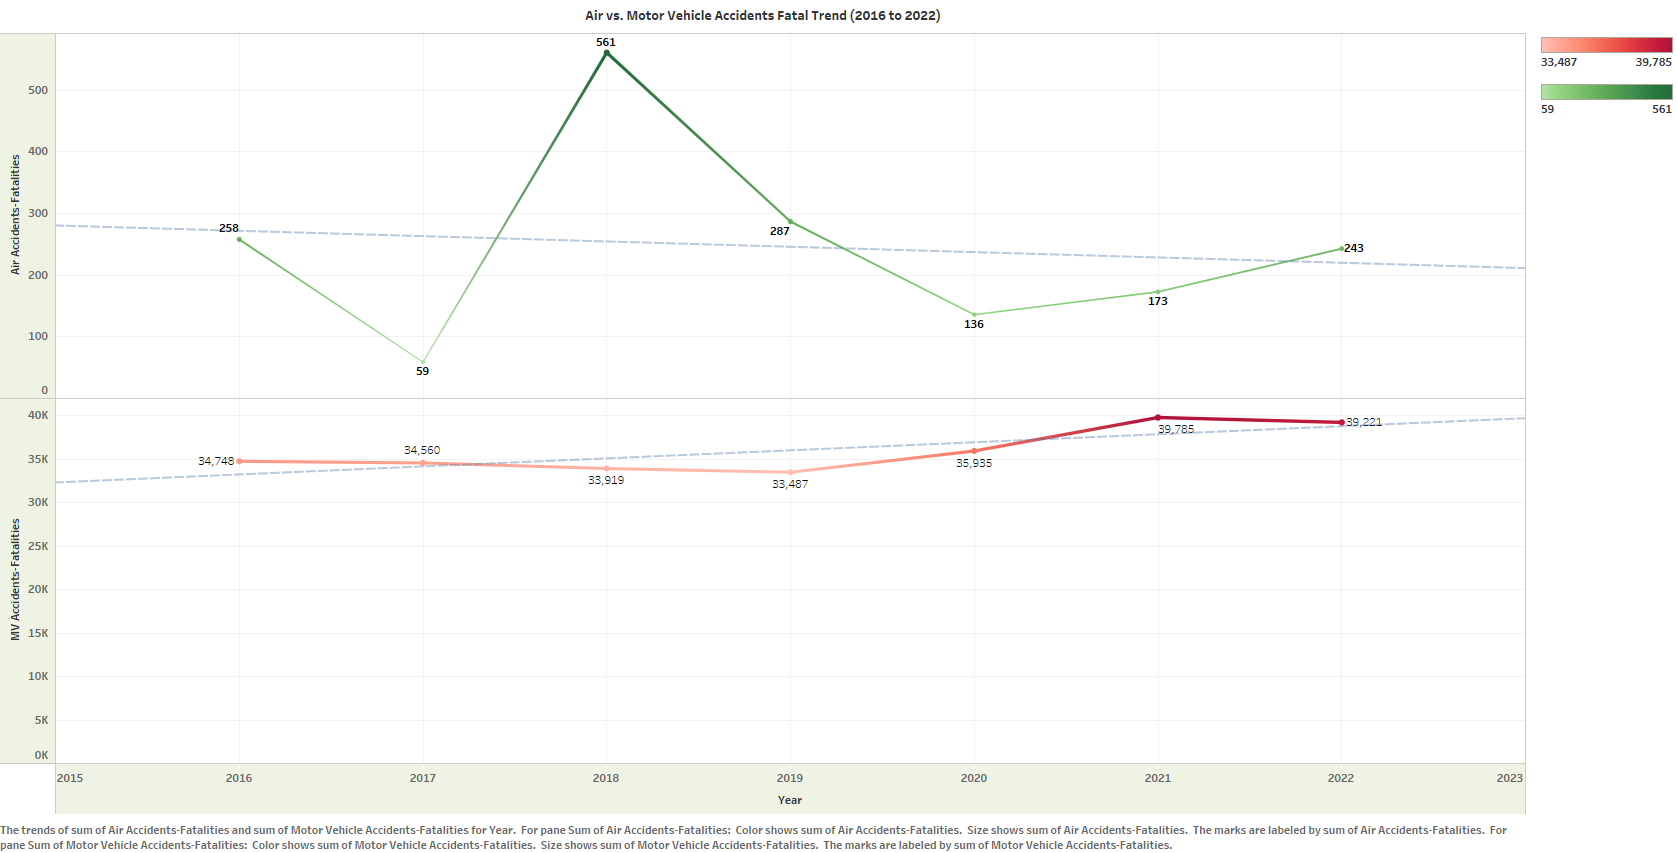 Air vs. Motor Vehicle Accidents Fatal Trend (2016 to 2022)
33,487 39,785
59 561
Air Accidents-Fatalities
500
400
300
200
100
0
561
258
287
243
173
136
59
MV Accidents-Fatalities
40K
35K
30K
25K
20K
15K
10K
5K
0K
34,748
34,560
33,919
33,487
35,935
39,785
39,221
2015 2016 2017 2018 2019 2020 2021 2022 2023
Year
The trends of sum of Air Accidents-Fatalities and sum of Motor Vehicle Accidents-Fatalities for Year.  For pane Sum of Air Accidents-Fatalities:  Color shows sum of Air Accidents-Fatalities.  Size shows sum of Air Accidents-Fatalities.  The marks are labeled by sum of Air Accidents-Fatalities.  For
pane Sum of Motor Vehicle Accidents-Fatalities:  Color shows sum of Motor Vehicle Accidents-Fatalities.  Size shows sum of Motor Vehicle Accidents-Fatalities.  The marks are labeled by sum of Motor Vehicle Accidents-Fatalities.